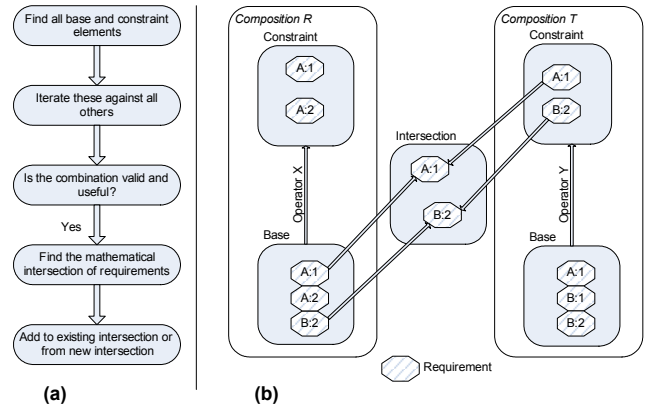 Find all base and constraint
elements
Iterate these against all
others
Is the combination valid and
useful?
Yes
Find the mathematical
intersection of requirements
Add to existing intersection or
from new intersection
(a)
Composition R
Constraint
A:1
A:2
Operator X
Base
A:1
A:2
B:2
Intersection
A:1
B:2
Composition T
Constraint
A:1
B:2
Operator Y
Base
A:1
B:1
B:2
Requirement
(b)